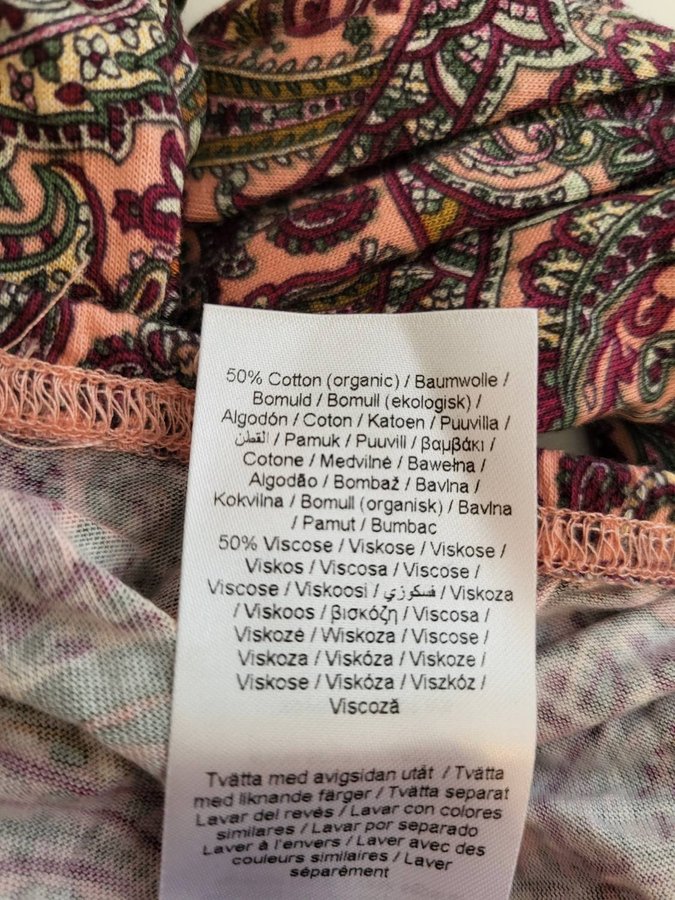 50% Cotton (organic) / Baumwolle /
Bomuld / Bomull (ekologisk) /
Algodón / Coton / Katoen / Puuvilla /
القطن / Pamuk / Puuvill / βαμβάκι /
Cotone / Medvilnė / Bawełna /
Algodão / Bombaž / Bavlna /
Kokvilna / Bomull (organisk) / Bavlna
/ Pamut / Bumbac
50% Viscose / Viskose / Viskose /
Viskos / Viscosa / Viscose /
Viscose / Viskoosi / فسكوزي / Viskoza
/ Viskoos / βισκόζη / Viscosa /
Viskozė / Wiskoza / Viscose /
Viskoza / Viskóza / Viskoze /
Viskose / Viskóza / Viszkóz /
Viscoză
Tvätta med avigsidan utåt / Tvätta
med liknande färger / Tvätta separat
Lavar del revés / Lavar con colores
similares / Lavar por separado
Laver à l'envers / Laver avec des
couleurs similaires / Laver
séparément